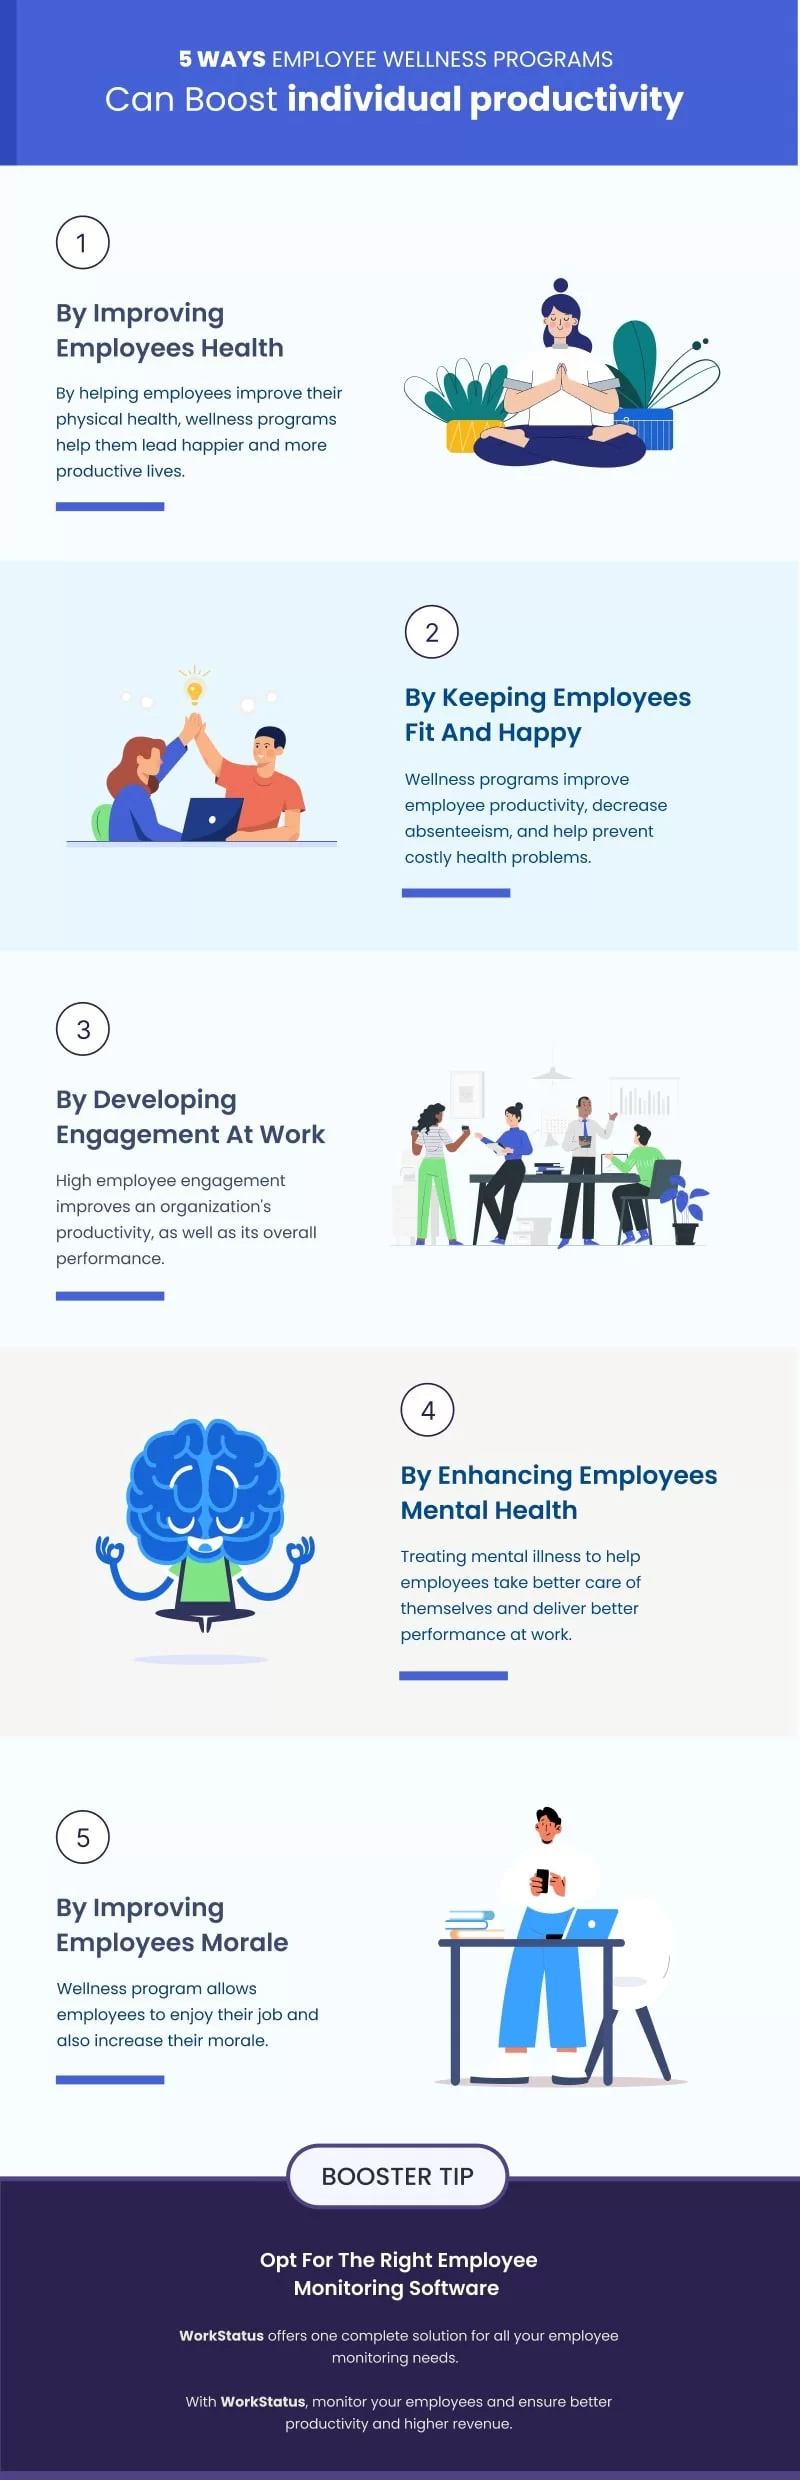 5 WAYS EMPLOYEE WELLNESS PROGRAMS
Can Boost individual productivity
1
By Improving
Employees Health
By helping employees improve their
physical health, wellness programs
help them lead happier and more
productive lives.
2
By Keeping Employees
Fit And Happy
Wellness programs improve
employee productivity, decrease
absenteeism, and help prevent
costly health problems.
3
By Developing
Engagement At Work
High employee engagement
improves an organization's
productivity, as well as its overall
performance.
4
By Enhancing Employees
Mental Health
Treating mental illness to help
employees take better care of
themselves and deliver better
performance at work.
5
By Improving
Employees Morale
Wellness program allows
employees to enjoy their job and
also increase their morale.
BOOSTER TIP
Opt For The Right Employee
Monitoring Software
WorkStatus offers one complete solution for all your employee
monitoring needs.
With WorkStatus, monitor your employees and ensure better
productivity and higher revenue.